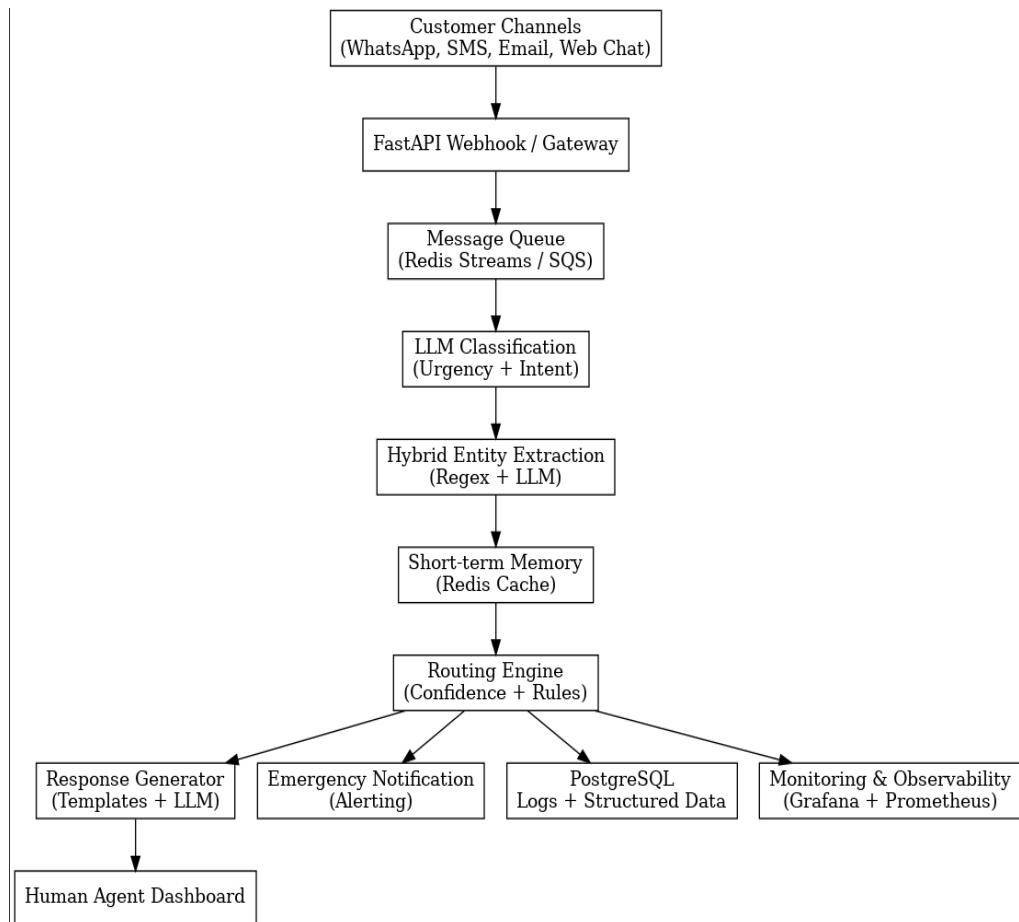 Customer Channels
(WhatsApp, SMS, Email, Web Chat)
FastAPI Webhook / Gateway
Message Queue
(Redis Streams / SQS)
LLM Classification
(Urgency + Intent)
Hybrid Entity Extraction
(Regex + LLM)
Short-term Memory
(Redis Cache)
Routing Engine
(Confidence + Rules)
Response Generator
(Templates + LLM)
Emergency Notification
(Alerting)
PostgreSQL
Logs + Structured Data
Monitoring & Observability
(Grafana + Prometheus)
Human Agent Dashboard